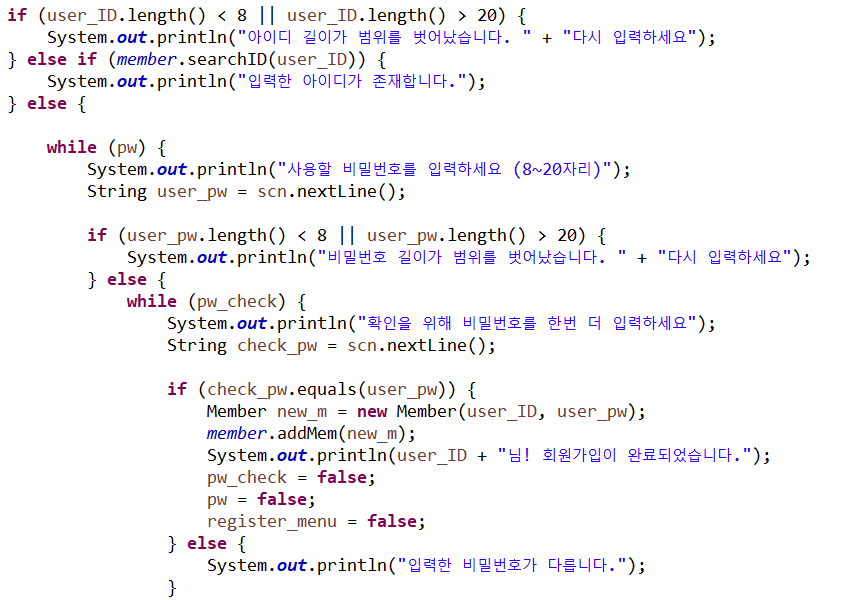 if (user_ID.length() < 8 || user_ID.length() > 20) {
    System.out.println("아이디 길이가 범위를 벗어났습니다. " + "다시 입력하세요");
} else if (member.searchID(user_ID)) {
    System.out.println("입력한 아이디가 존재합니다.");
} else {
    while (pw) {
        System.out.println("사용할 비밀번호를 입력하세요 (8~20자리)");
        String user_pw = scn.nextLine();
        if (user_pw.length() < 8 || user_pw.length() > 20) {
            System.out.println("비밀번호 길이가 범위를 벗어났습니다. " + "다시 입력하세요");
        } else {
            while (pw_check) {
                System.out.println("확인을 위해 비밀번호를 한번 더 입력하세요");
                String check_pw = scn.nextLine();
                if (check_pw.equals(user_pw)) {
                    Member new_m = new Member(user_ID, user_pw);
                    member.addMem(new_m);
                    System.out.println(user_ID + "님! 회원가입이 완료되었습니다.");
                    pw_check = false;
                    pw = false;
                    register_menu = false;
                } else {
                    System.out.println("입력한 비밀번호가 다릅니다.");
                }